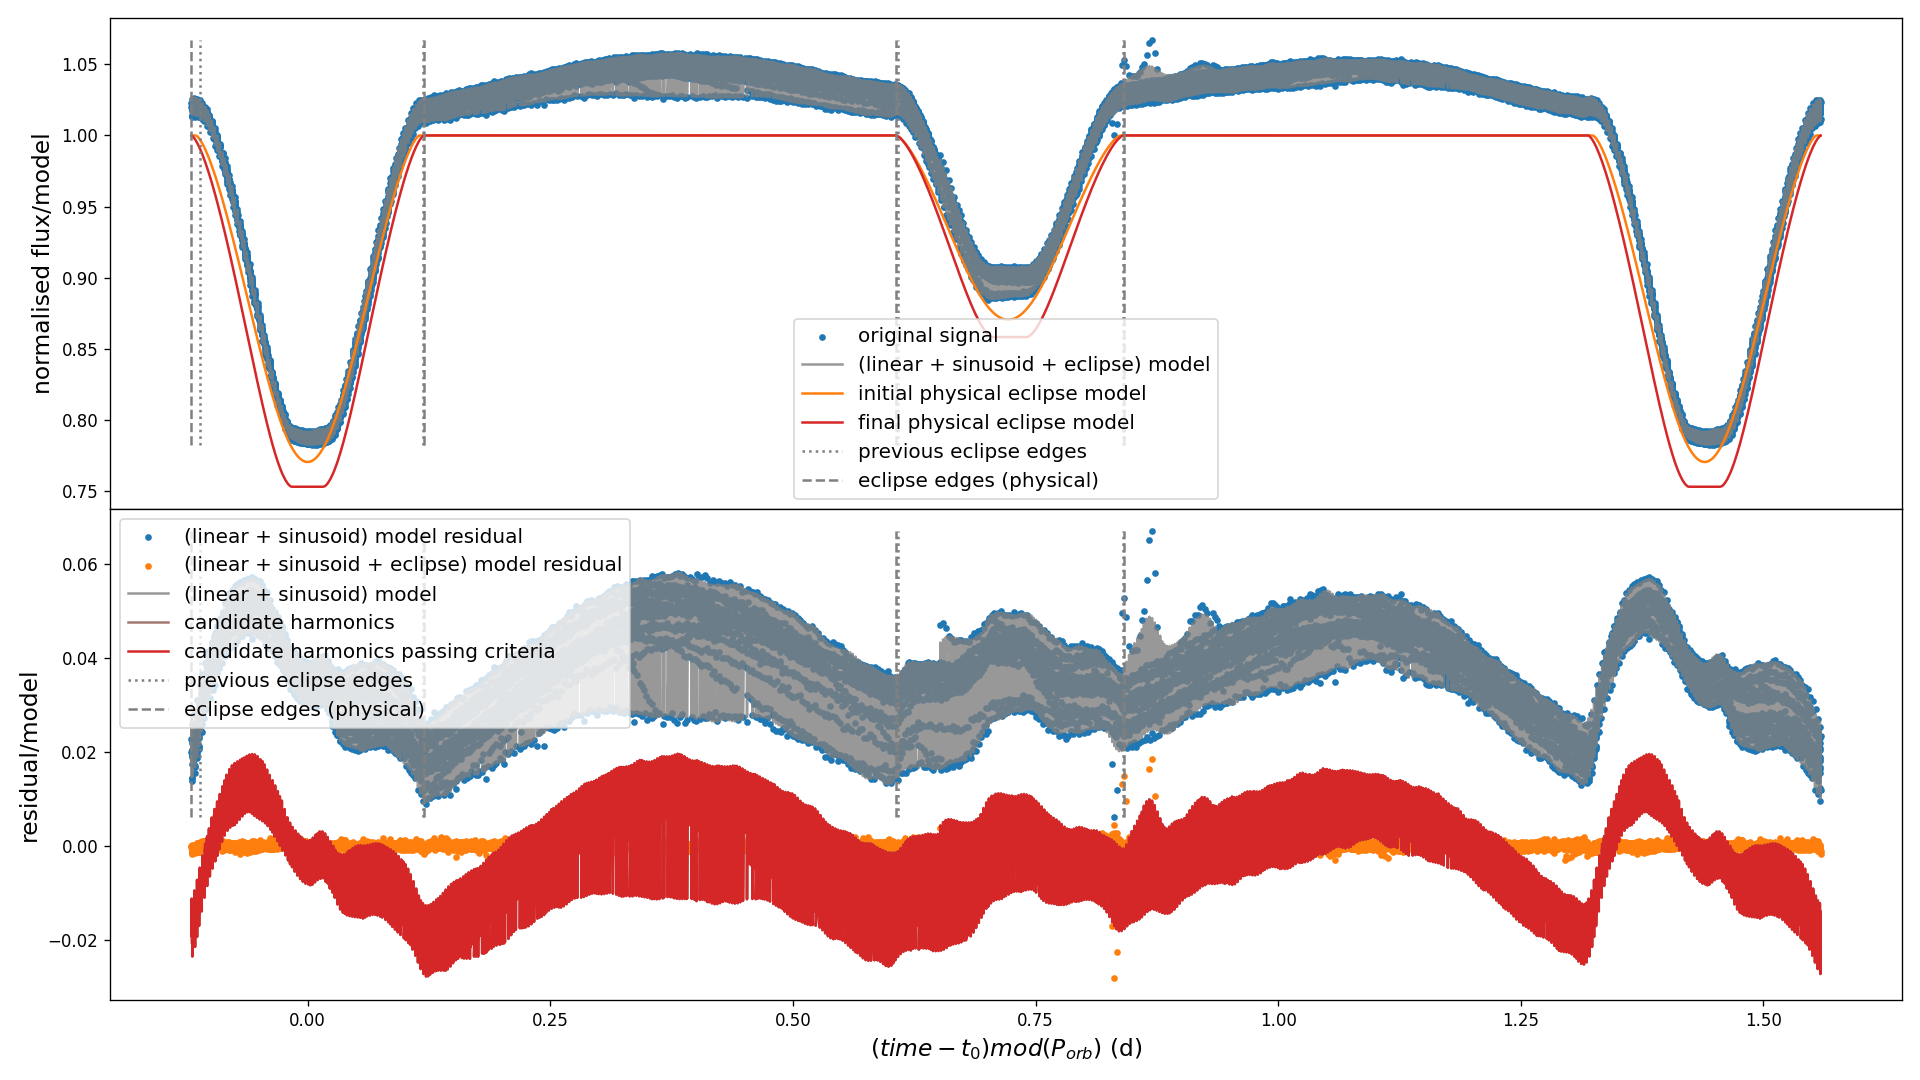 normalised flux/model
1.05
1.00
0.95
0.90
0.85
0.80
0.75
original signal
(linear + sinusoid + eclipse) model
initial physical eclipse model
final physical eclipse model
previous eclipse edges
eclipse edges (physical)
residual/model
0.06
0.04
0.02
0.00
−0.02
(linear + sinusoid) model residual
(linear + sinusoid + eclipse) model residual
(linear + sinusoid) model
candidate harmonics
candidate harmonics passing criteria
previous eclipse edges
eclipse edges (physical)
0.00 0.25 0.50 0.75 1.00 1.25 1.50
(time − t₀)mod(P_orb) (d)